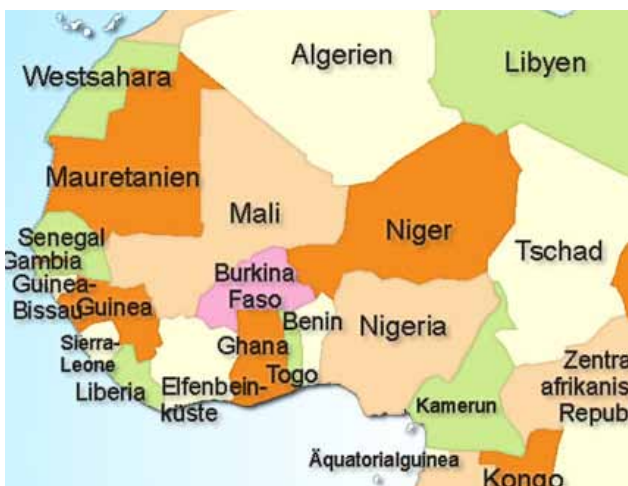 Algerien
Libyen
Westsahara
Mauretanien
Mali
Niger
Tschad
Senegal
Gambia
Guinea-
Bissau
Guinea
Burkina
Faso
Benin
Nigeria
Sierra-
Leone
Liberia
Elfenbein-
küste
Ghana
Togo
Kamerun
Zentra
afrikanis
Republ
Äquatorialguinea
Kongo